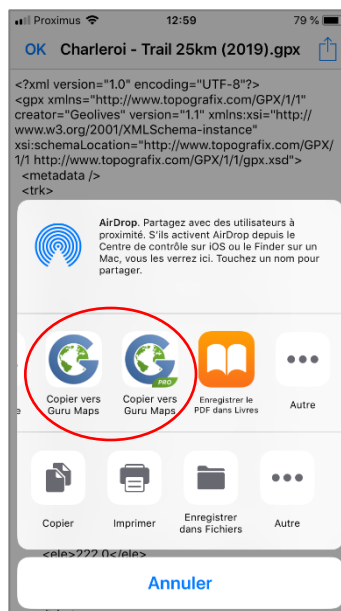 Proximus 12:59 79 %
OK Charleroi - Trail 25km (2019).gpx
<?xml version="1.0" encoding="UTF-8"?>
<gpx xmlns="http://www.topografix.com/GPX/1/1"
creator="Geolives" version="1.1" xmlns:xsi="http://
www.w3.org/2001/XMLSchema-instance"
xsi:schemaLocation="http://www.topografix.com/GPX/
1/1 http://www.topografix.com/GPX/1/1/gpx.xsd">
<metadata />
<trk>
AirDrop. Partagez avec des utilisateurs à
proximité. S'ils activent AirDrop depuis le
Centre de contrôle sur iOS ou le Finder sur un
Mac, vous les verrez ici. Touchez un nom pour
partager.
PRO
e
Copier vers
Guru Maps
Copier vers
Guru Maps
Enregistrer le
PDF dans Livres
Autre
Copier
Imprimer
Enregistrer
dans Fichiers
Autre
<ele>222.0</ele>
Annuler